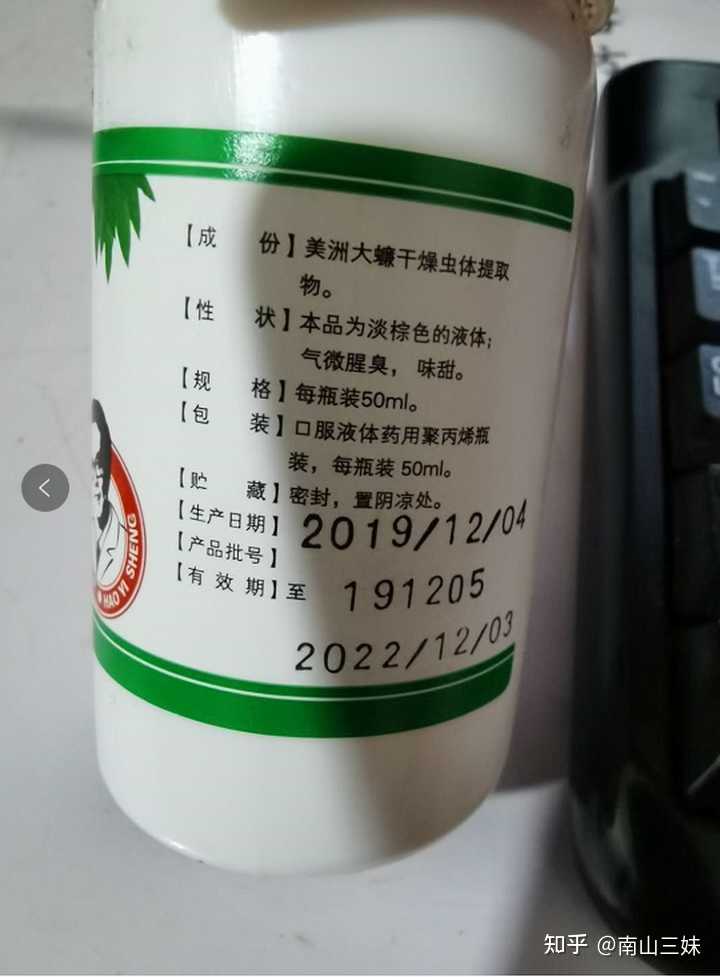 【成 份】美洲大蠊干燥虫体提取
物。
【性 状】本品为淡棕色的液体；
气微腥臭， 味甜。
【规 格】每瓶装50ml。
【包 装】口服液体药用聚丙烯瓶
装，每瓶装 50ml。
【贮 藏】密封，置阴凉处。
【生产日期】2019/12/04
【产品批号】191205
【有 效 期】至 2022/12/03
HAO YI SHENG
知乎 @南山三妹